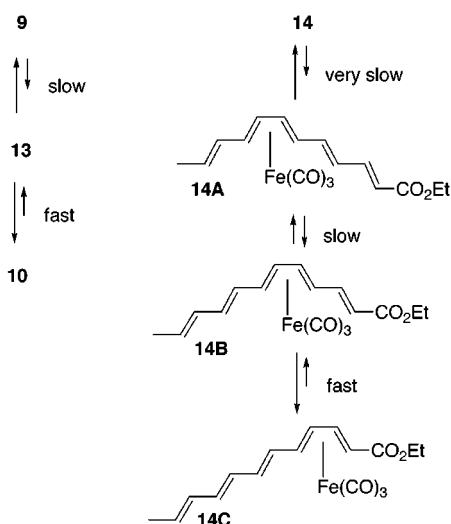 9
14
slow
very slow
13
Fe(CO)3
CO2Et
14A
fast
slow
10
CO2Et
Fe(CO)3
14B
fast
CO2Et
Fe(CO)3
14C